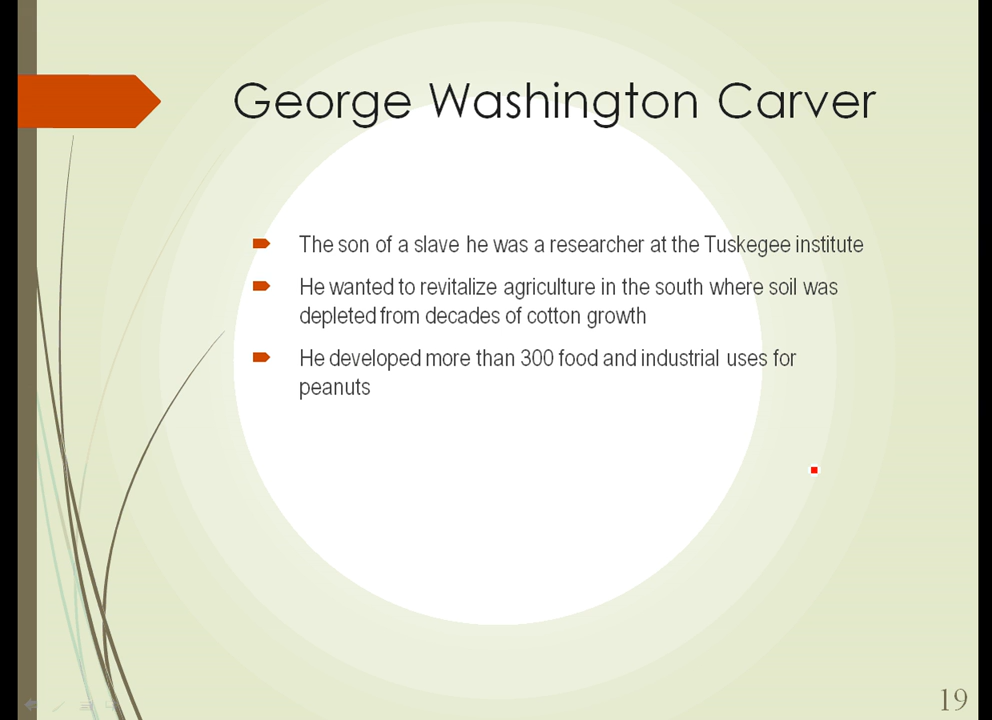 George Washington Carver
The son of a slave he was a researcher at the Tuskegee institute
He wanted to revitalize agriculture in the south where soil was
depleted from decades of cotton growth
He developed more than 300 food and industrial uses for
peanuts
19